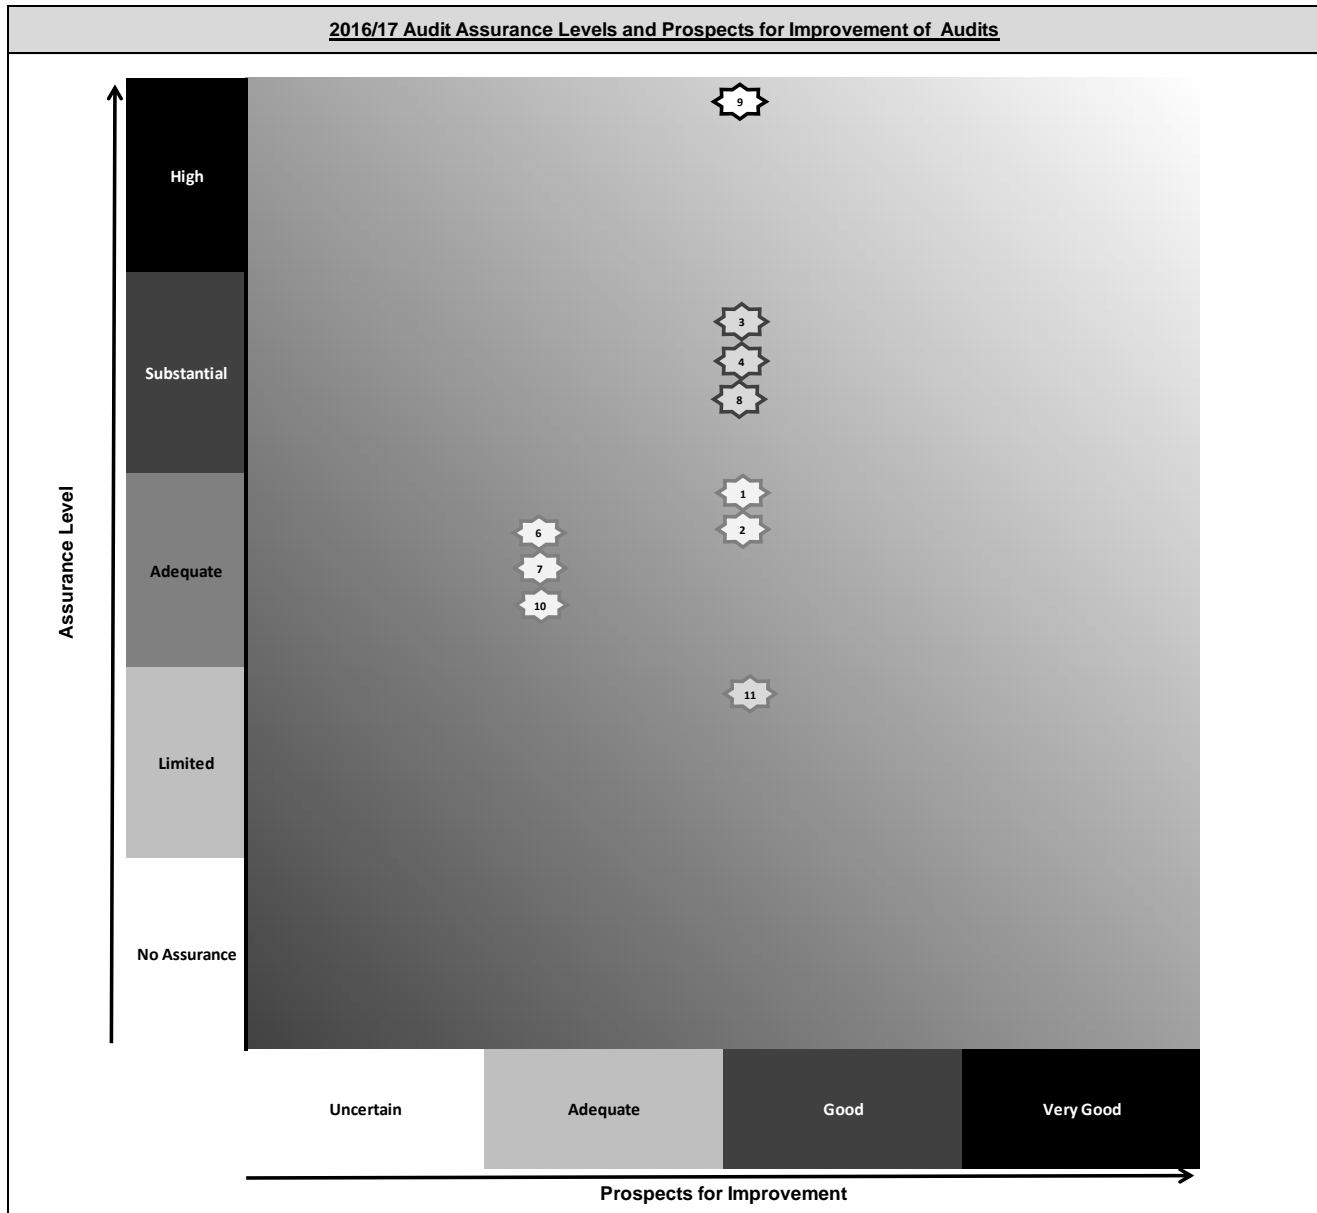 2016/17 Audit Assurance Levels and Prospects for Improvement of Audits
9
High
3
4
Substantial
8
1
2
6
7
Adequate
10
11
Limited
No Assurance
Assurance Level
Uncertain
Adequate
Good
Very Good
Prospects for Improvement